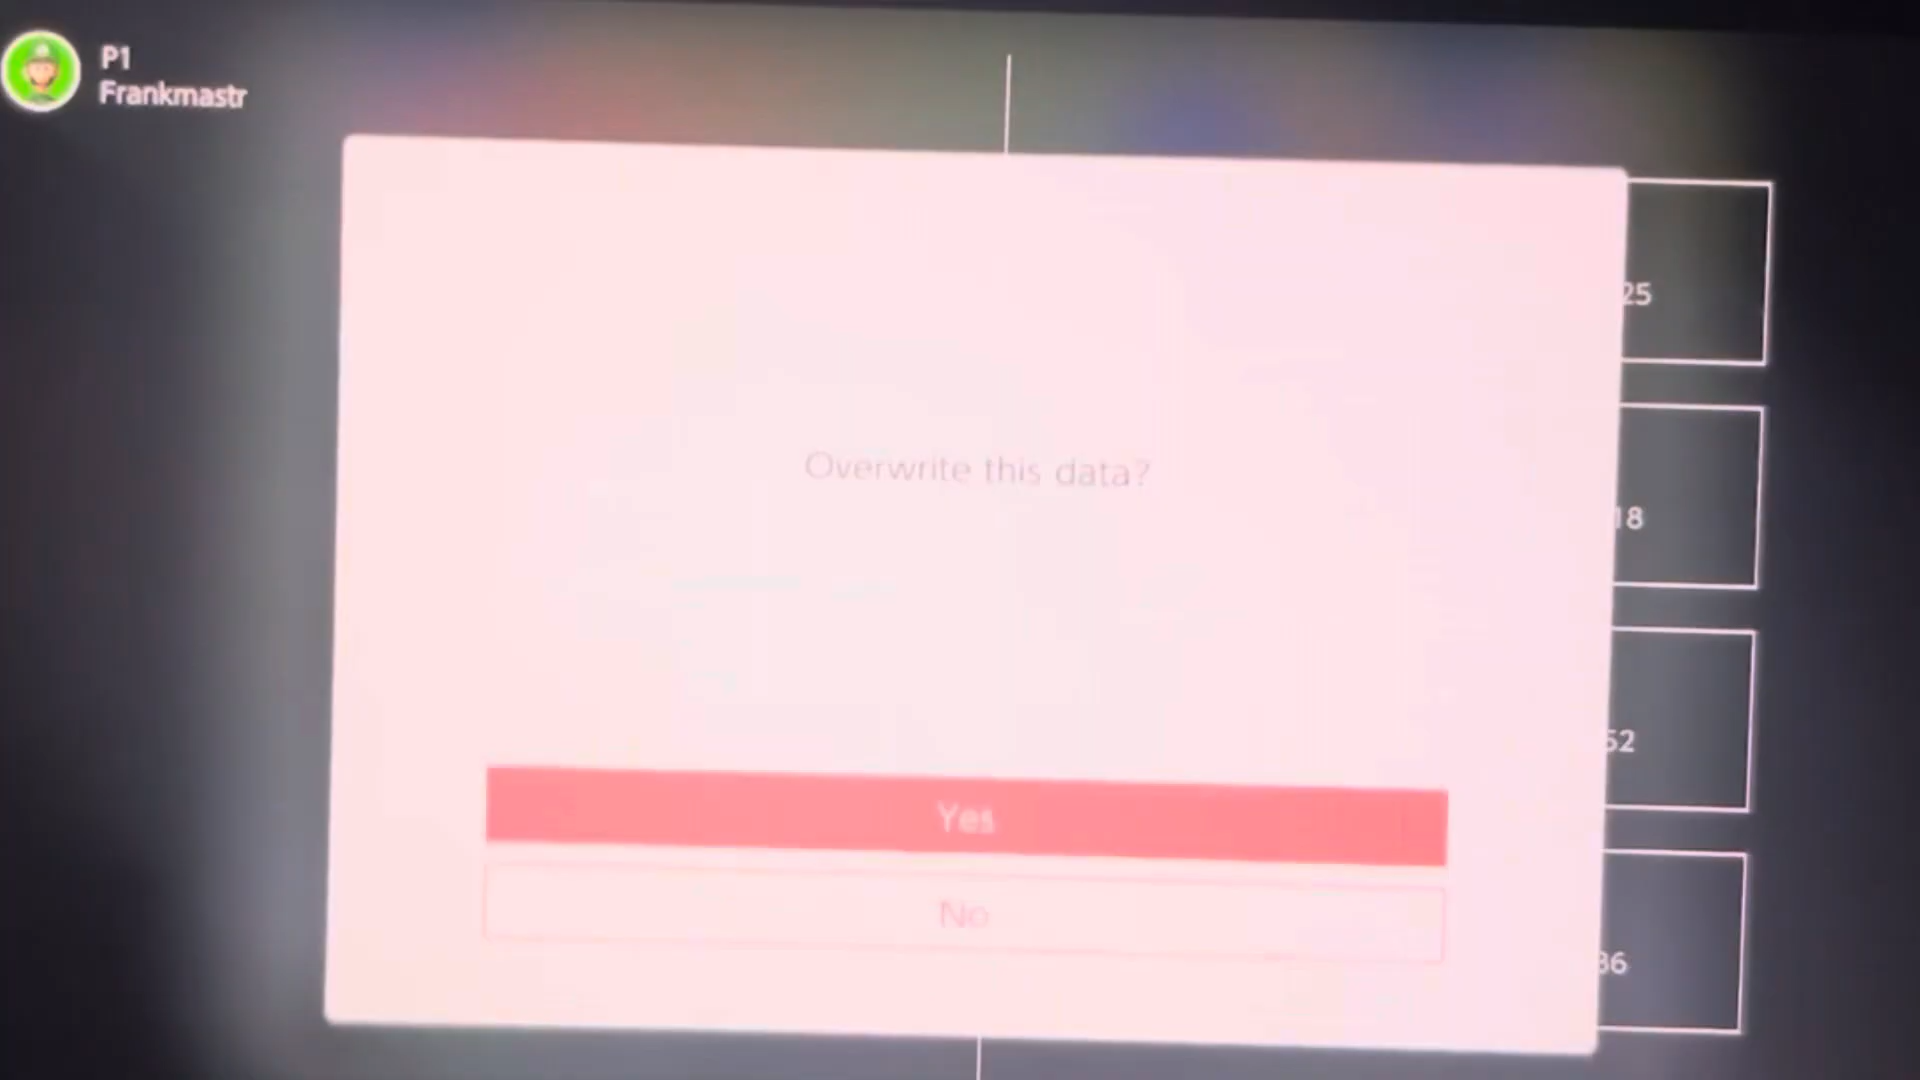 P1
Frankmastr
25
18
52
36
Overwrite this data?
Yes
No